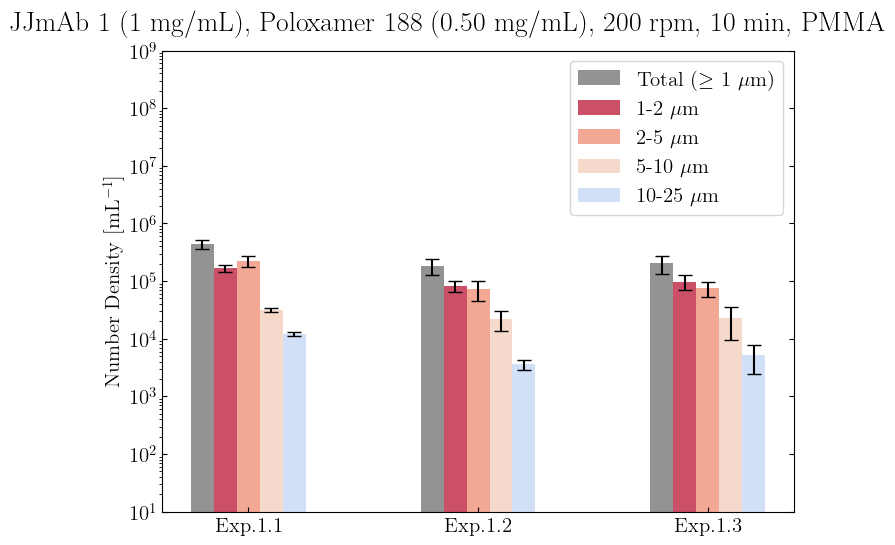 JJmAb 1 (1 mg/mL), Poloxamer 188 (0.50 mg/mL), 200 rpm, 10 min, PMMA
Total (≥ 1 μm)
1-2 μm
2-5 μm
5-10 μm
10-25 μm
Number Density [mL⁻¹]
10⁹
10⁸
10⁷
10⁶
10⁵
10⁴
10³
10²
10¹
Exp.1.1 Exp.1.2 Exp.1.3